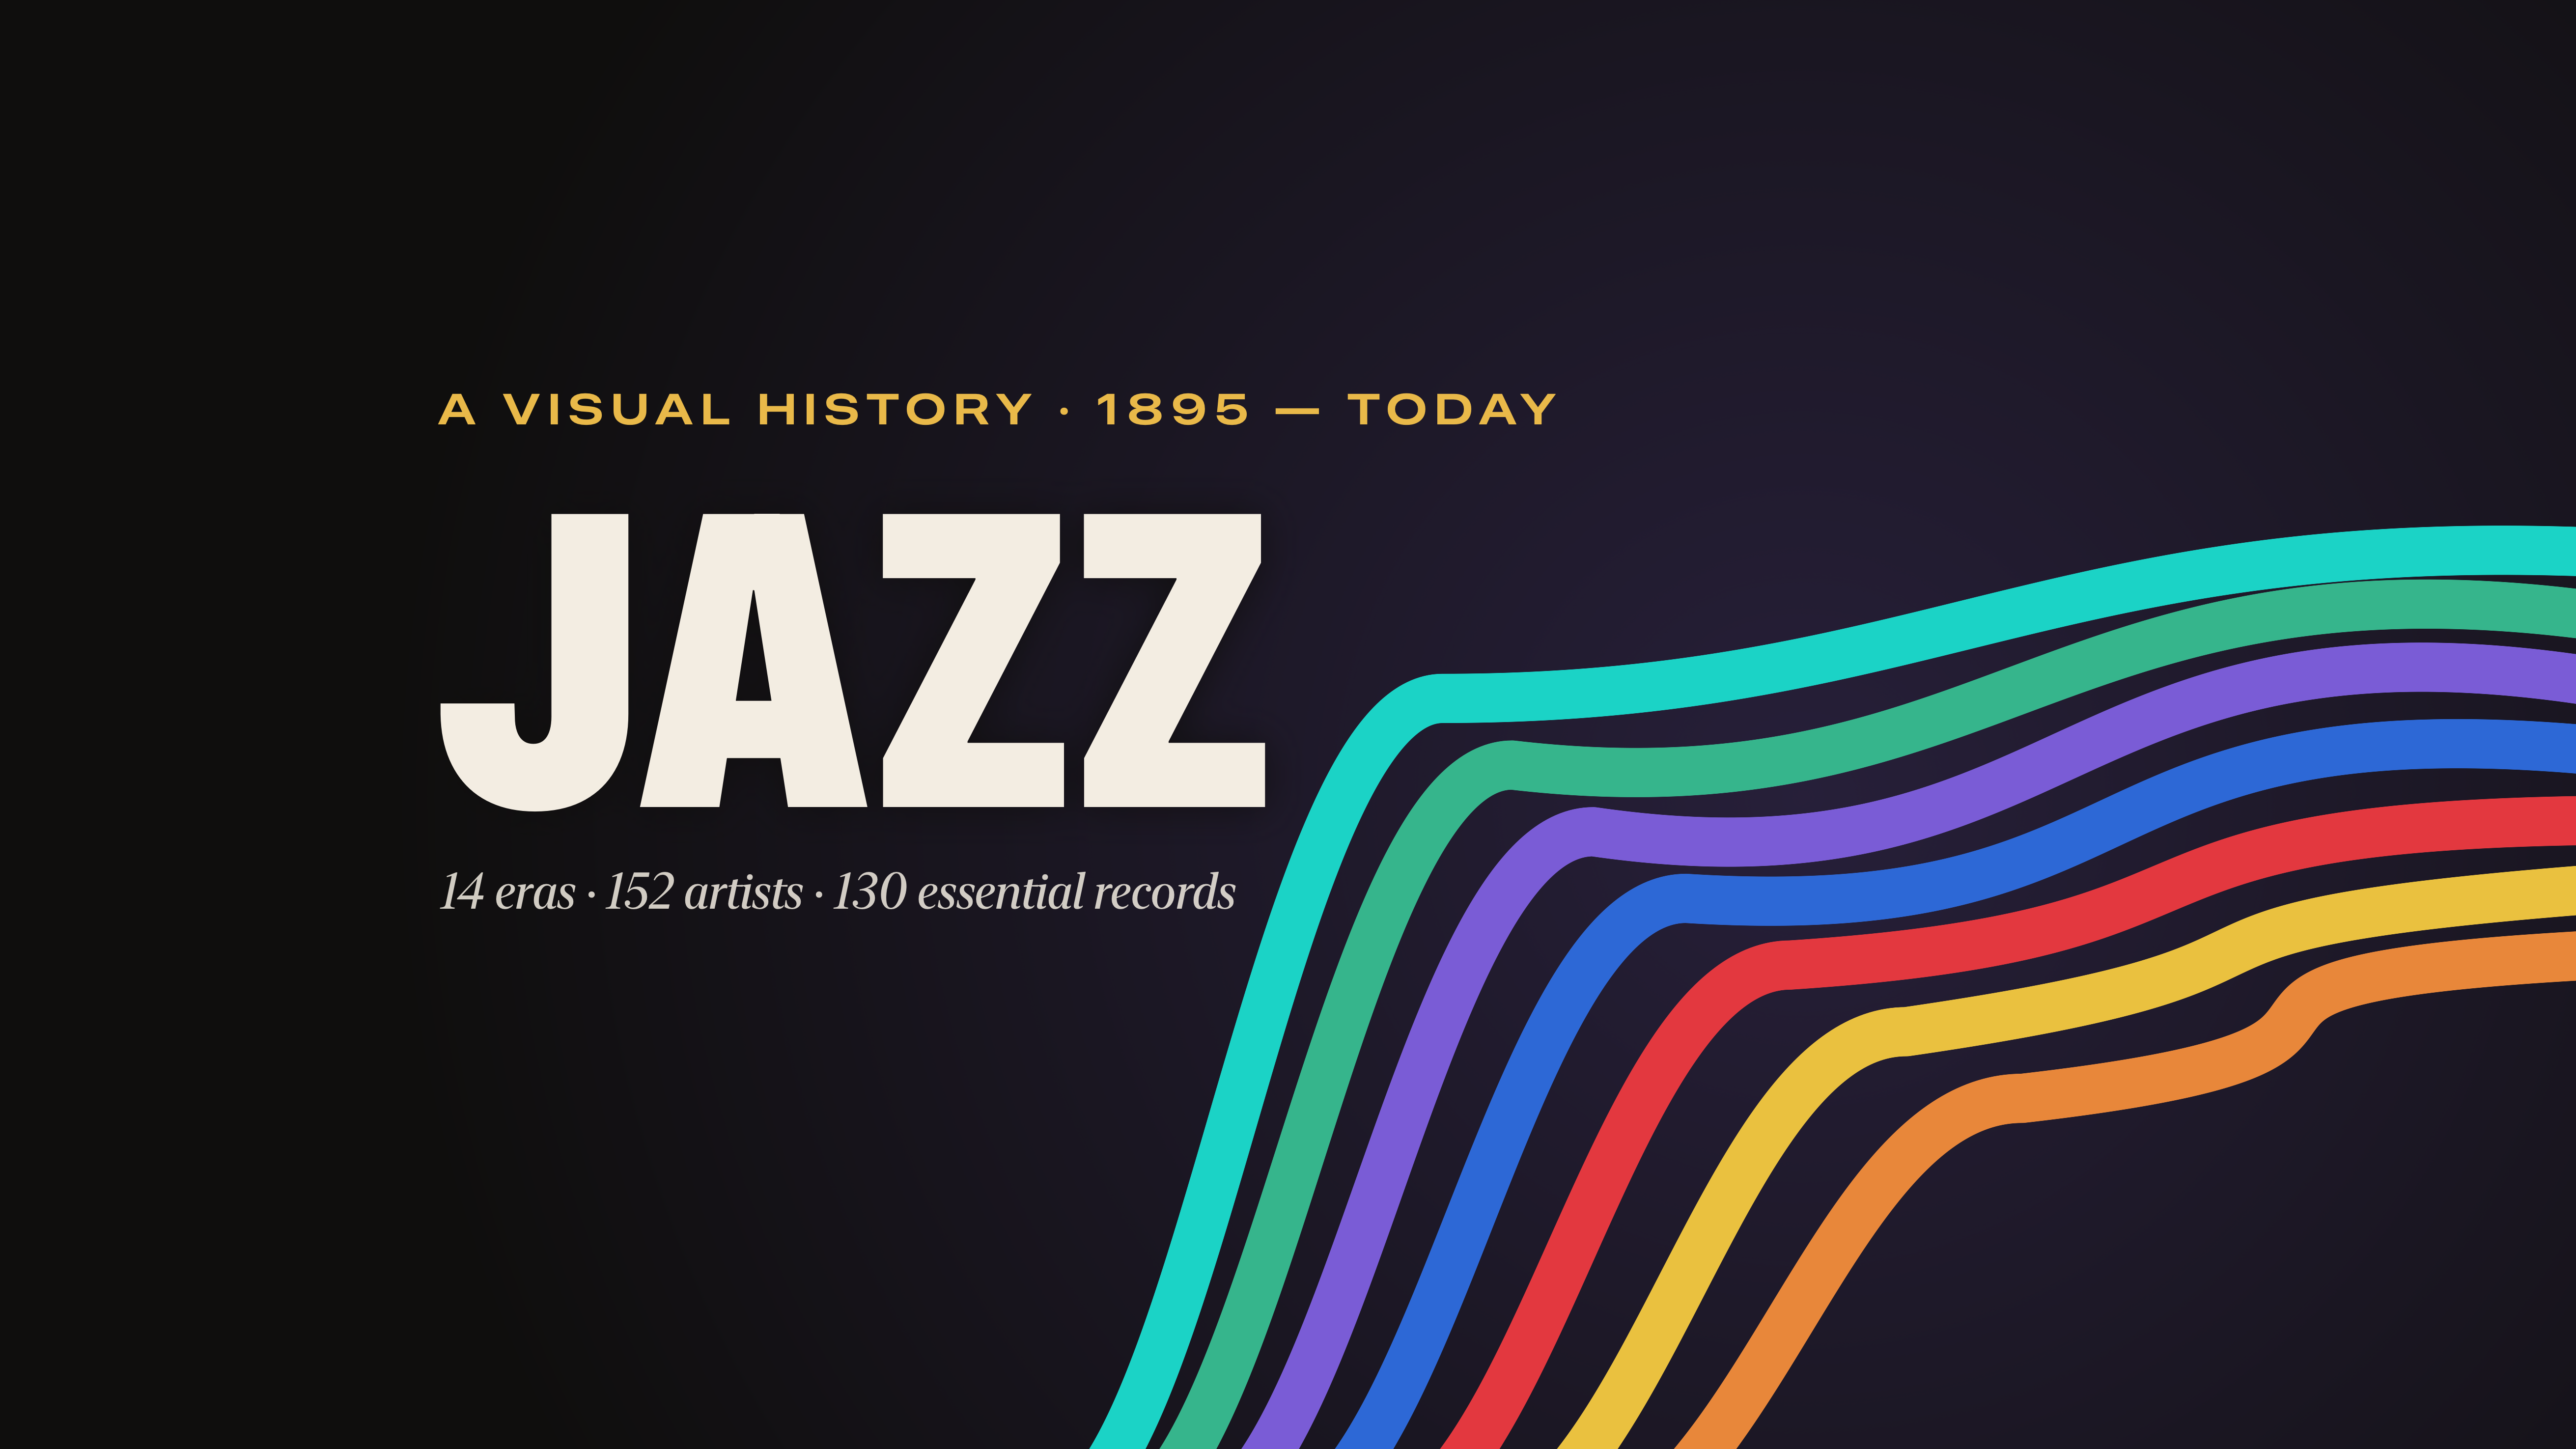 A VISUAL HISTORY · 1895 — TODAY
JAZZ
14 eras · 152 artists · 130 essential records